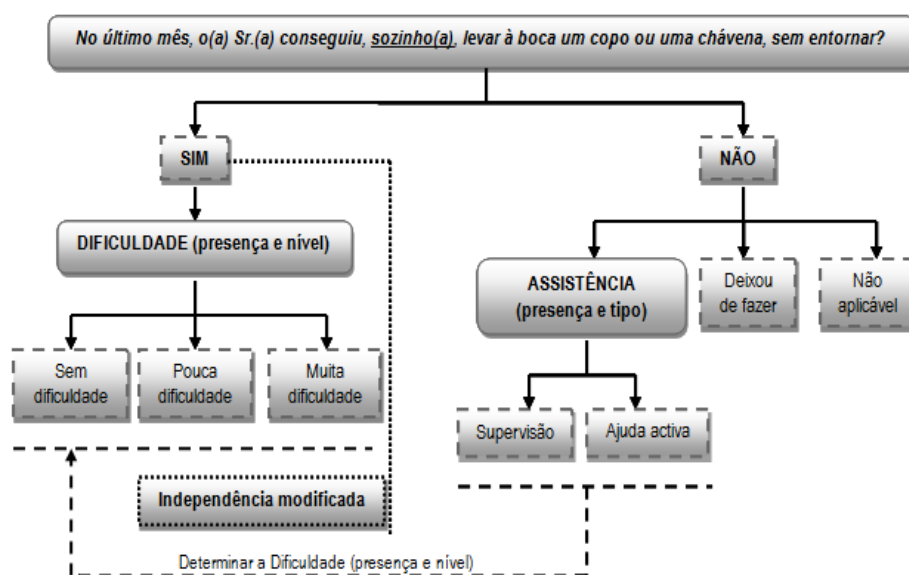 No último mês, o(a) Sr.(a) conseguiu, sozinho(a), levar à boca um copo ou uma chávena, sem entornar?
SIM
NÃO
DIFICULDADE (presença e nível)
ASSISTÊNCIA
(presença e tipo)
Deixou
de fazer
Não
aplicável
Sem
dificuldade
Pouca
dificuldade
Muita
dificuldade
Supervisão
Ajuda activa
Independência modificada
Determinar a Dificuldade (presença e nível)